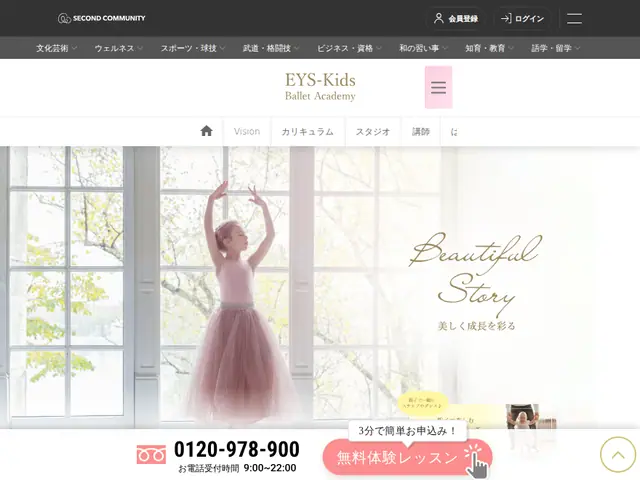 SECOND COMMUNITY
会員登録
ログイン
文化芸術
ウェルネス
スポーツ・球技
武道・格闘技
ビジネス・資格
和の習い事
知育・教育
語学・留学
EYS-Kids
Ballet Academy
Vision
カリキュラム
スタジオ
講師
は
Beautiful
Story
美しく成長を彩る
3分で簡単お申込み！
0120-978-900
お電話受付時間 9:00~22:00
無料体験レッスン